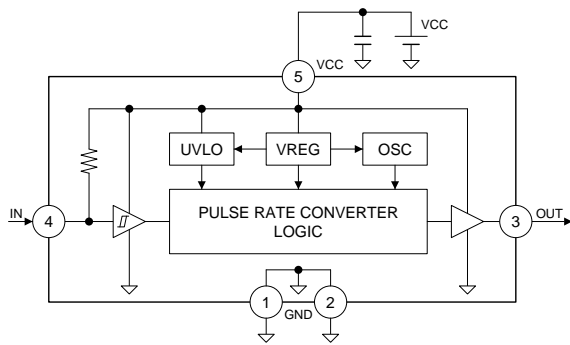 VCC
5
VCC
UVLO
VREG
OSC
IN
4
PULSE RATE CONVERTER
LOGIC
3
OUT
1
GND
2